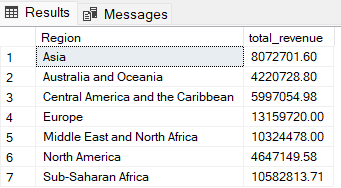 Results Messages
Region total_revenue
1 Asia 8072701.60
2 Australia and Oceania 4220728.80
3 Central America and the Caribbean 5997054.98
4 Europe 13159720.00
5 Middle East and North Africa 10324478.00
6 North America 4647149.58
7 Sub-Saharan Africa 10582813.71